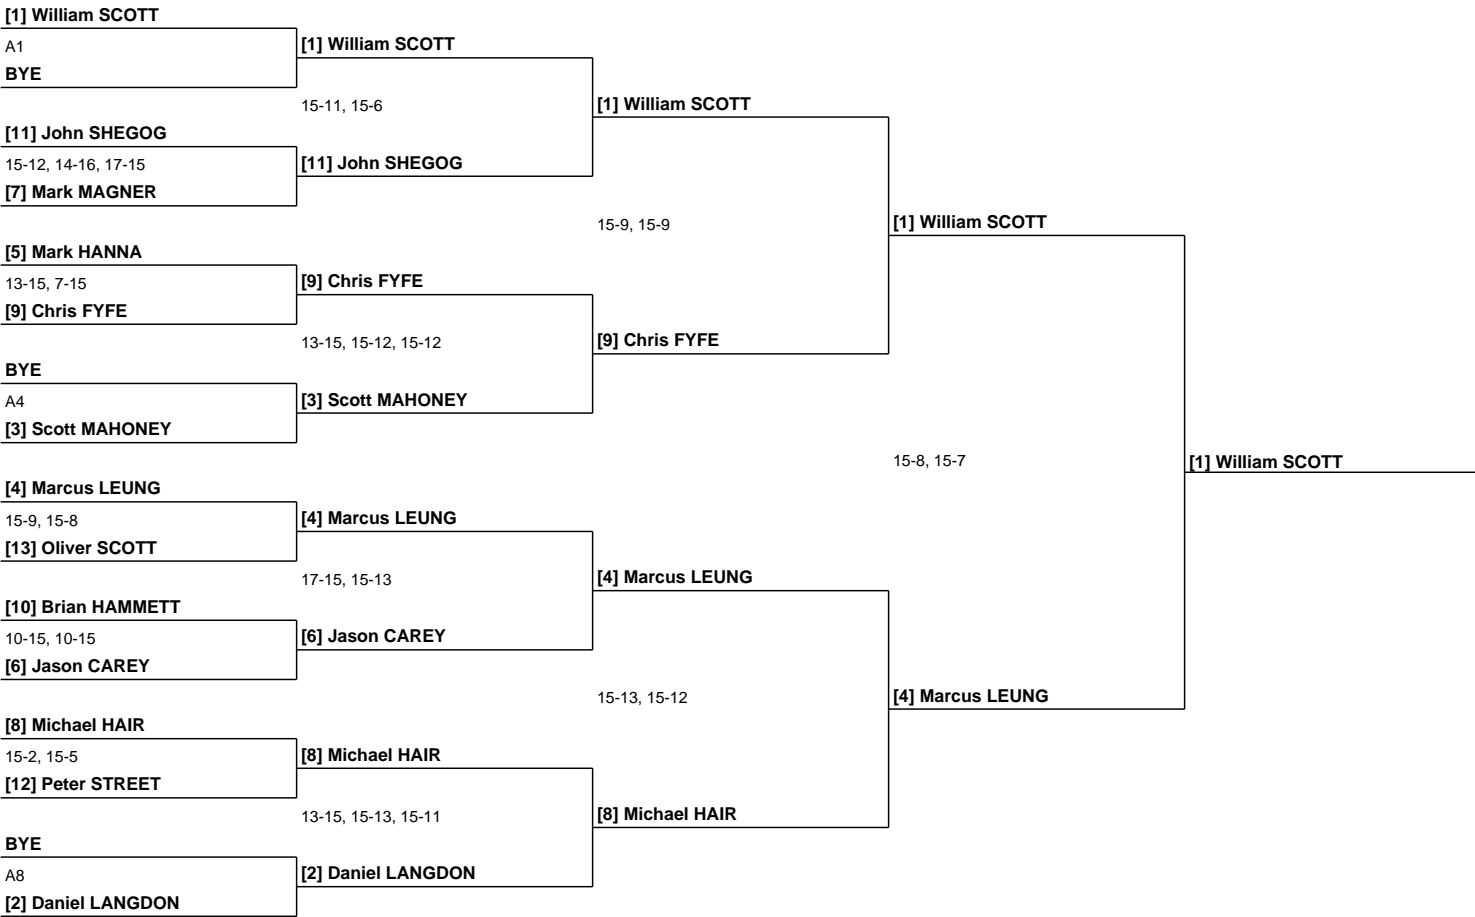 [1] William SCOTT
A1
BYE
[11] John SHEGOG
15-12, 14-16, 17-15
[7] Mark MAGNER
[5] Mark HANNA
13-15, 7-15
[9] Chris FYFE
BYE
A4
[3] Scott MAHONEY
[4] Marcus LEUNG
15-9, 15-8
[13] Oliver SCOTT
[10] Brian HAMMETT
10-15, 10-15
[6] Jason CAREY
[8] Michael HAIR
15-2, 15-5
[12] Peter STREET
BYE
A8
[2] Daniel LANGDON
[1] William SCOTT
15-11, 15-6
[11] John SHEGOG
[9] Chris FYFE
13-15, 15-12, 15-12
[3] Scott MAHONEY
[4] Marcus LEUNG
17-15, 15-13
[6] Jason CAREY
[8] Michael HAIR
13-15, 15-13, 15-11
[2] Daniel LANGDON
[1] William SCOTT
15-9, 15-9
[9] Chris FYFE
[4] Marcus LEUNG
15-13, 15-12
[8] Michael HAIR
[1] William SCOTT
15-8, 15-7
[4] Marcus LEUNG
[1] William SCOTT